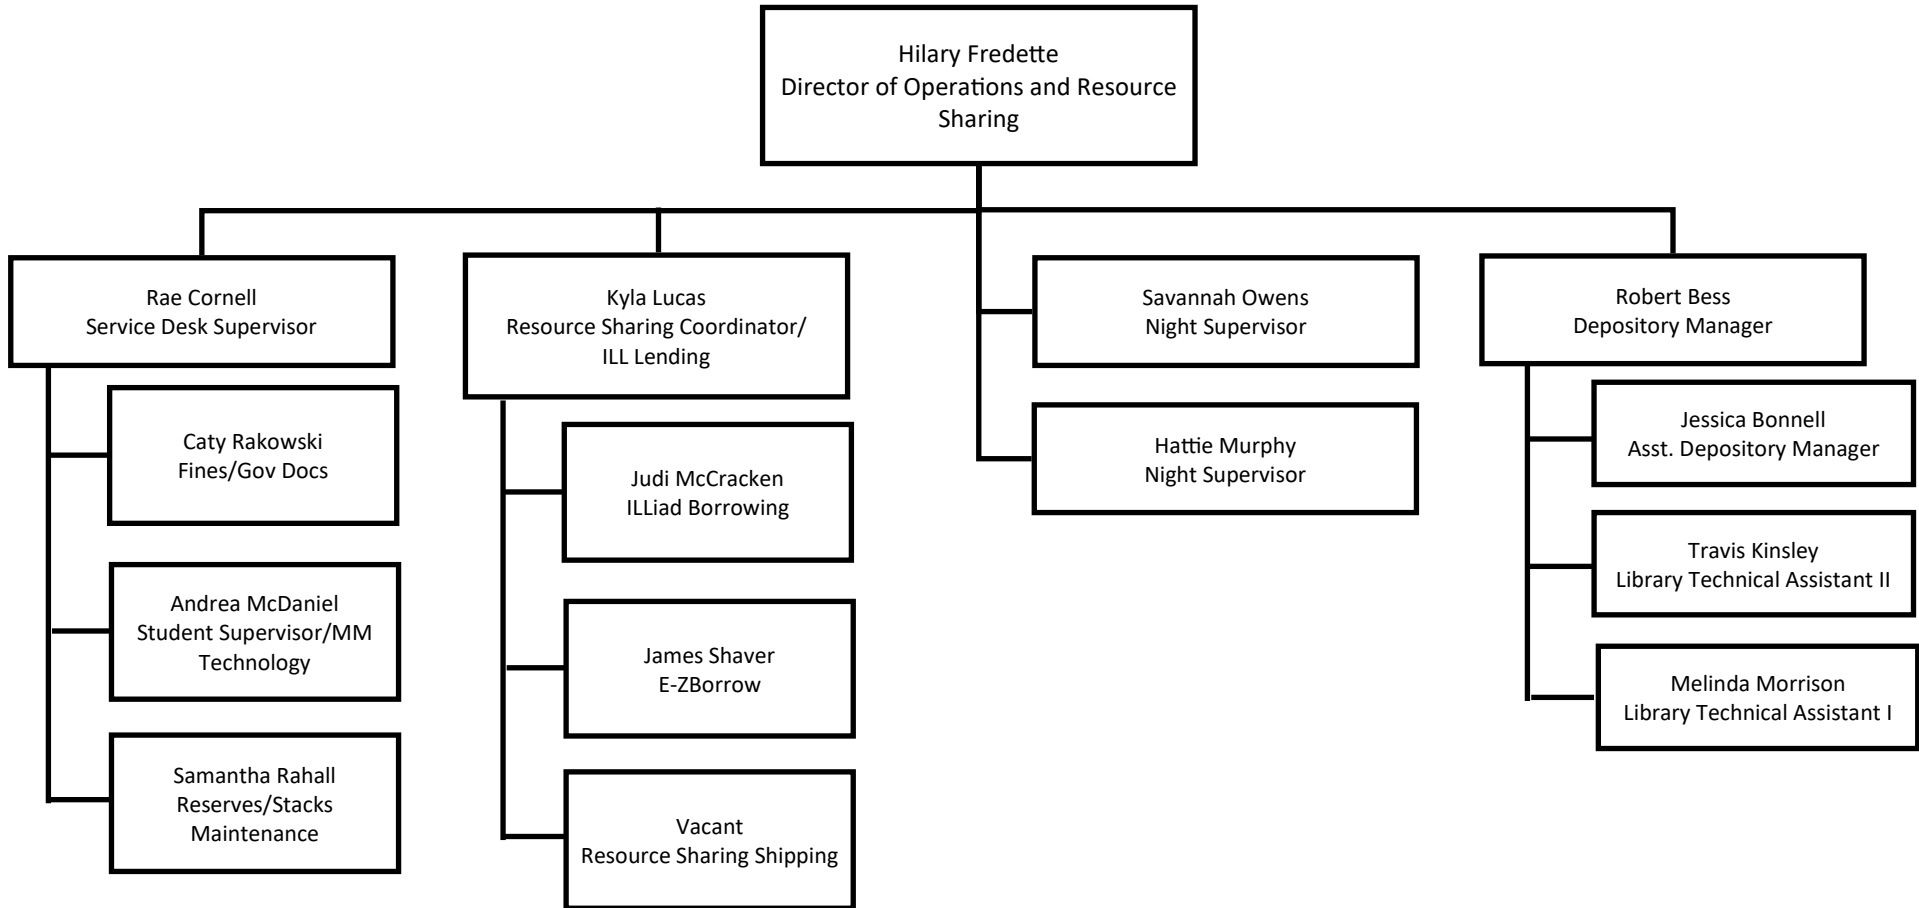 Hilary Fredette
Director of Operations and Resource
Sharing
Rae Cornell
Service Desk Supervisor
Caty Rakowski
Fines/Gov Docs
Andrea McDaniel
Student Supervisor/MM
Technology
Samantha Rahall
Reserves/Stacks
Maintenance
Kyla Lucas
Resource Sharing Coordinator/
ILL Lending
Judi McCracken
ILLiad Borrowing
James Shaver
E-ZBorrow
Vacant
Resource Sharing Shipping
Savannah Owens
Night Supervisor
Hattie Murphy
Night Supervisor
Robert Bess
Depository Manager
Jessica Bonnell
Asst. Depository Manager
Travis Kinsley
Library Technical Assistant II
Melinda Morrison
Library Technical Assistant I